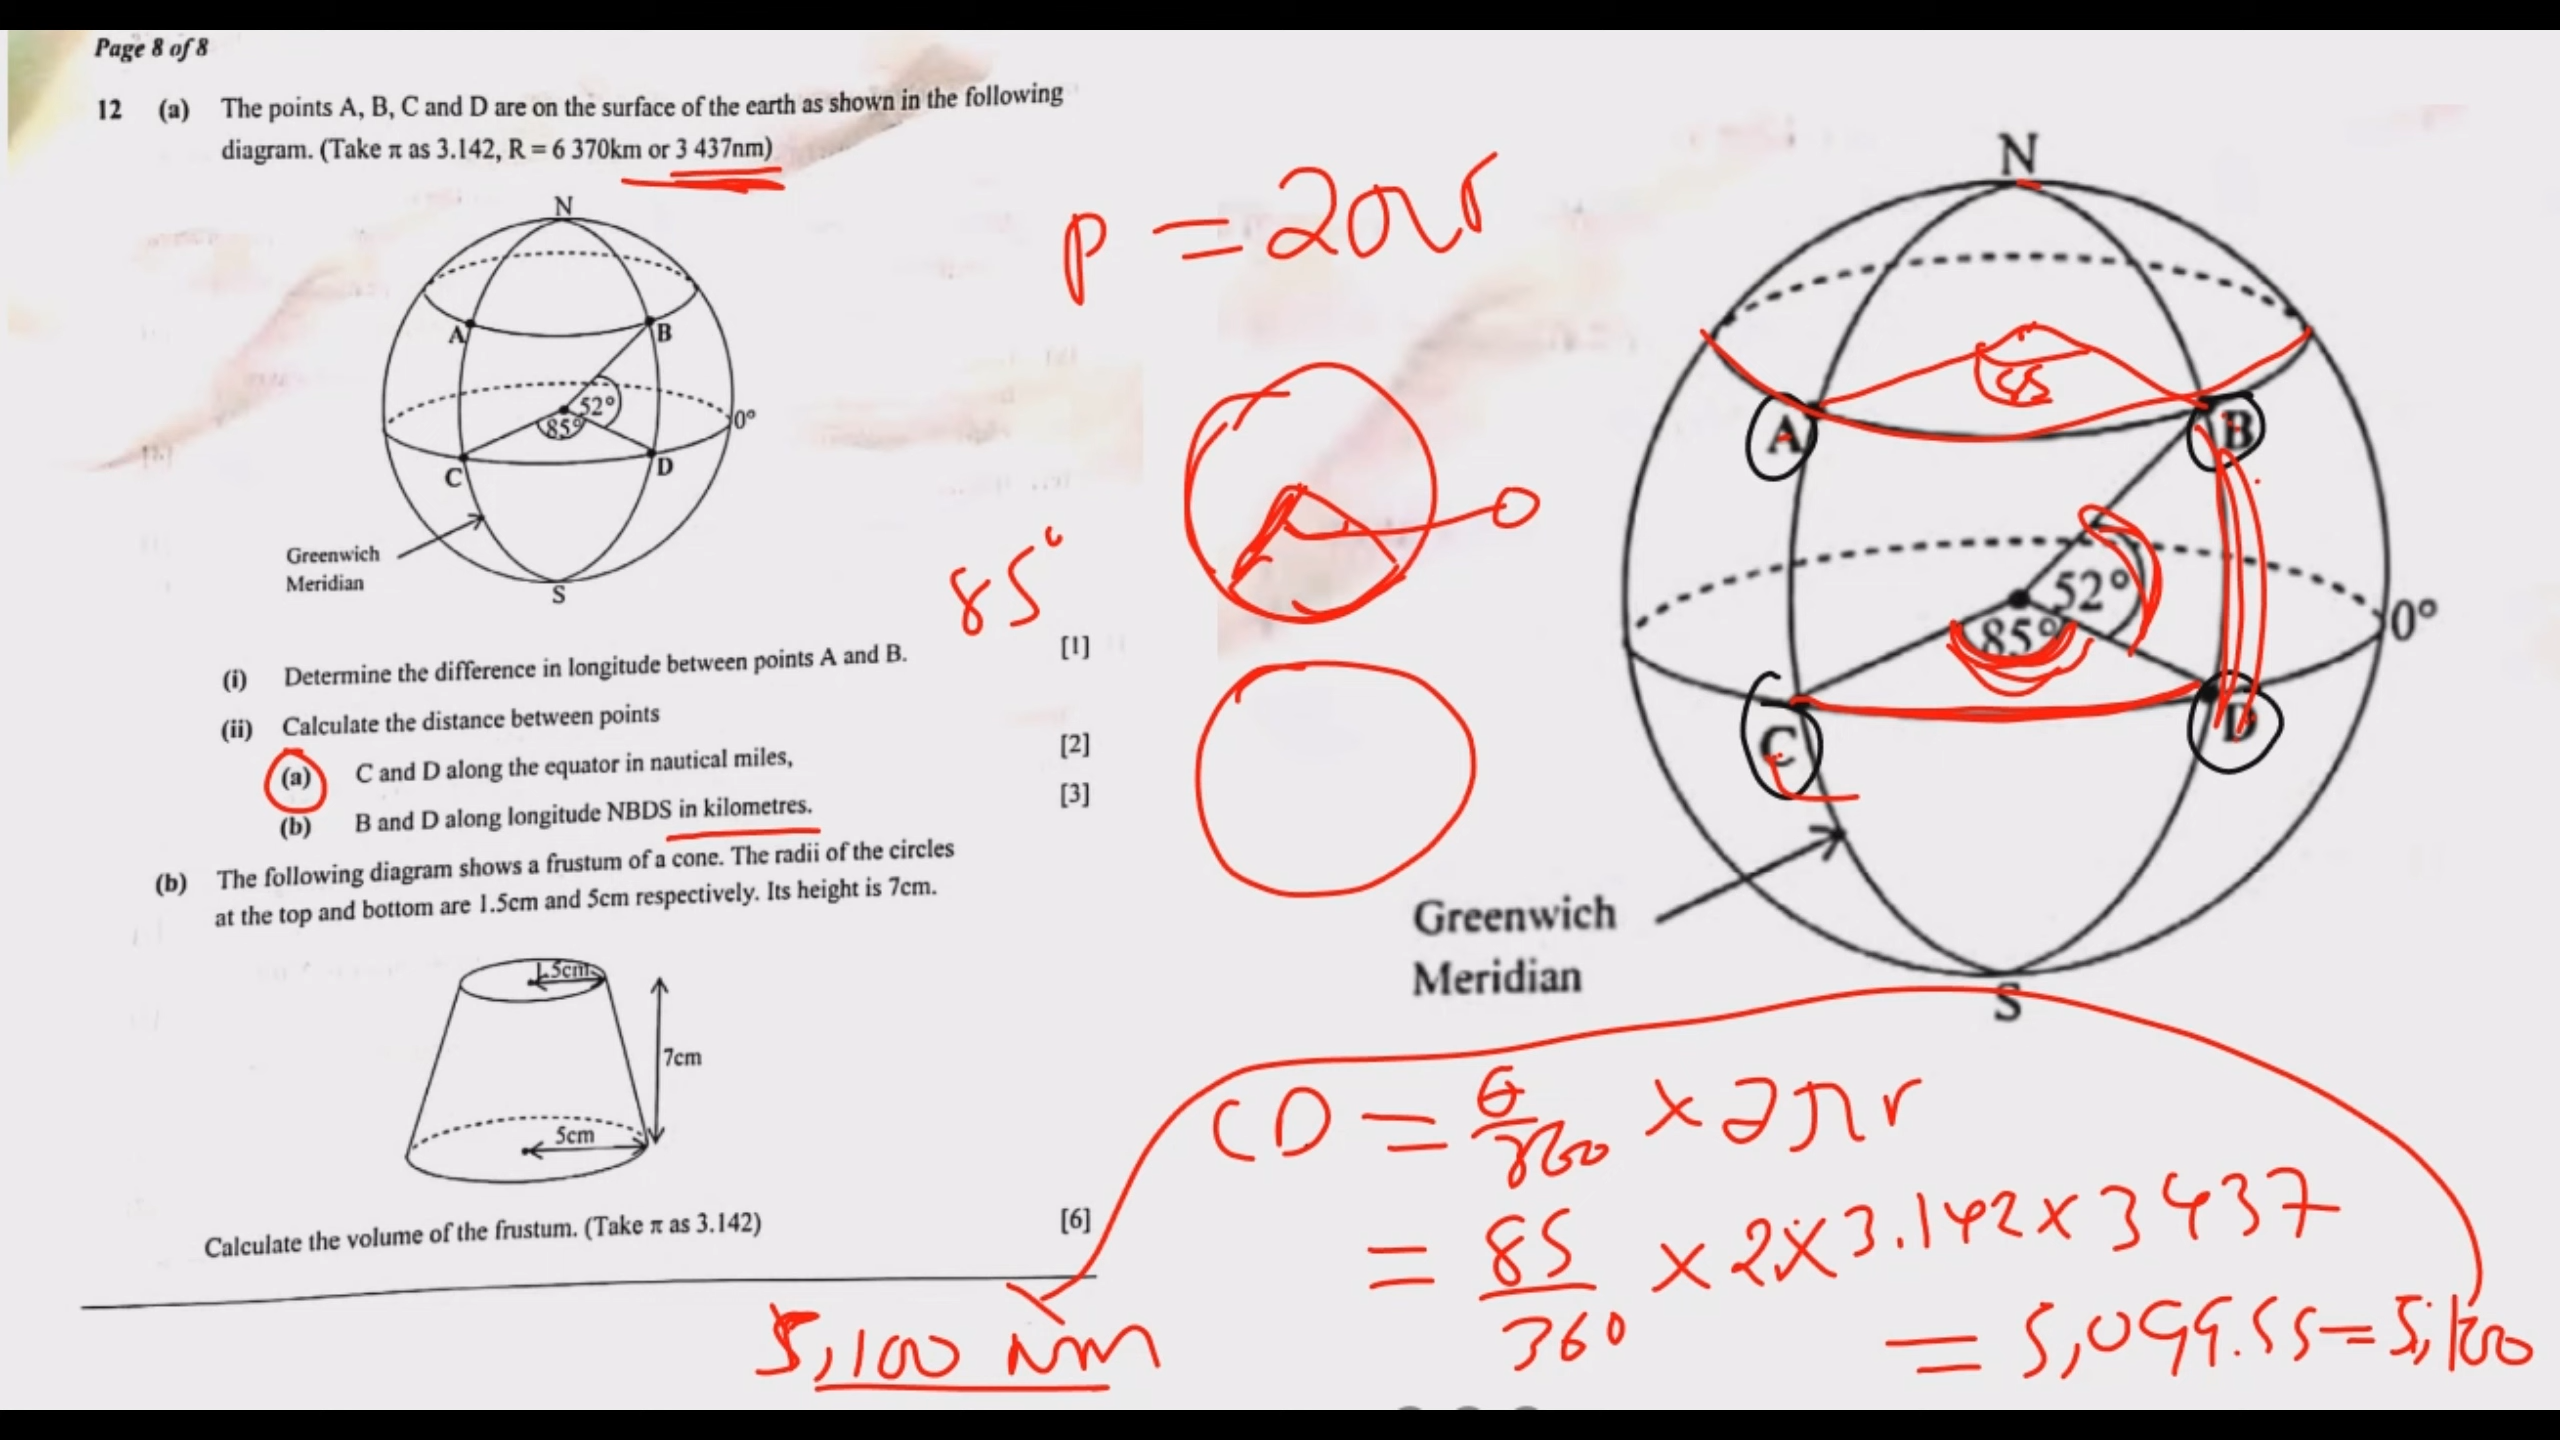 Page 8 of 8
12 (a) The points A, B, C and D are on the surface of the earth as shown in the following
diagram. (Take π as 3.142, R = 6 370km or 3 437nm)
N
A
B
52°
85°
0°
C
D
Greenwich
Meridian
S
85°
(i) Determine the difference in longitude between points A and B. [1]
(ii) Calculate the distance between points
(a) C and D along the equator in nautical miles, [2]
(b) B and D along longitude NBDS in kilometres. [3]
(b) The following diagram shows a frustum of a cone. The radii of the circles
at the top and bottom are 1.5cm and 5cm respectively. Its height is 7cm.
1.5cm
7cm
5cm
Calculate the volume of the frustum. (Take π as 3.142) [6]
5,100 Nm
P = 2πr
N
85
A
B
52°
85°
0°
C
D
Greenwich
Meridian
S
CD = θ/360 × 2πr
= 85/360 × 2 × 3.142 × 3437
= 5,099.55 = 5,100